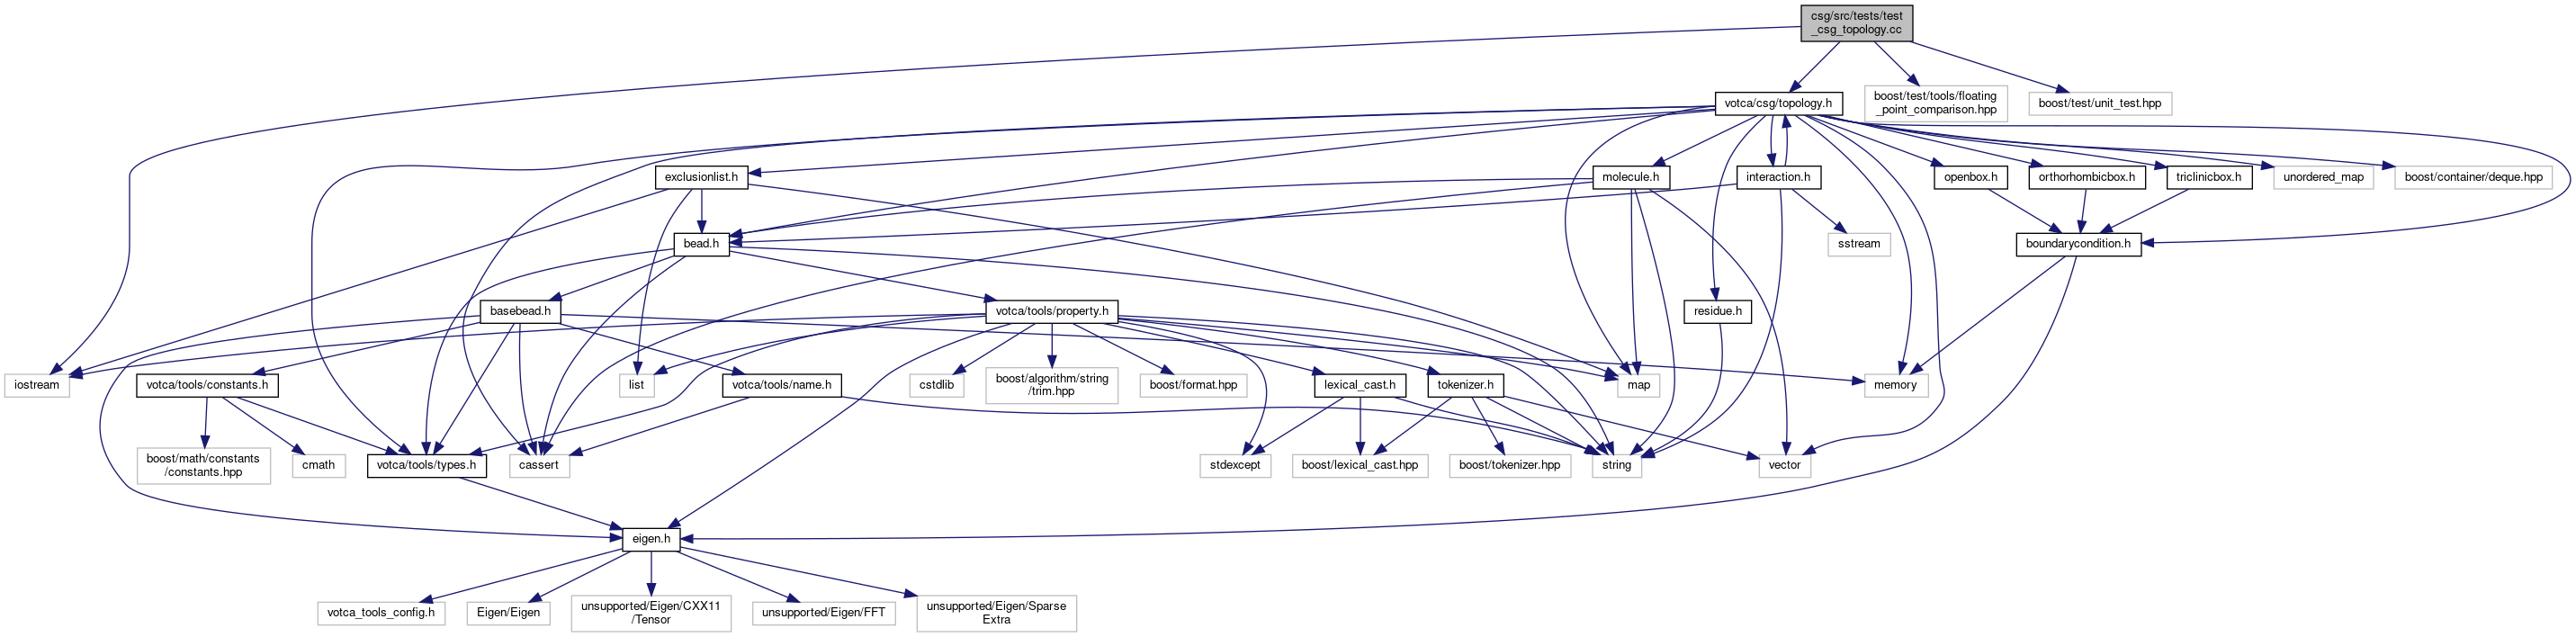 csg/src/tests/test
_csg_topology.cc
votca/csg/topology.h
boost/test/tools/floating
_point_comparison.hpp
boost/test/unit_test.hpp
exclusionlist.h
molecule.h
interaction.h
openbox.h
orthorhombicbox.h
triclinicbox.h
unordered_map
boost/container/deque.hpp
bead.h
sstream
boundarycondition.h
basebead.h
votca/tools/property.h
residue.h
iostream
votca/tools/constants.h
list
votca/tools/name.h
cstdlib
boost/algorithm/string
/trim.hpp
boost/format.hpp
lexical_cast.h
tokenizer.h
map
memory
boost/math/constants
/constants.hpp
cmath
votca/tools/types.h
cassert
stdexcept
boost/lexical_cast.hpp
boost/tokenizer.hpp
string
vector
eigen.h
votca_tools_config.h
Eigen/Eigen
unsupported/Eigen/CXX11
/Tensor
unsupported/Eigen/FFT
unsupported/Eigen/Sparse
Extra